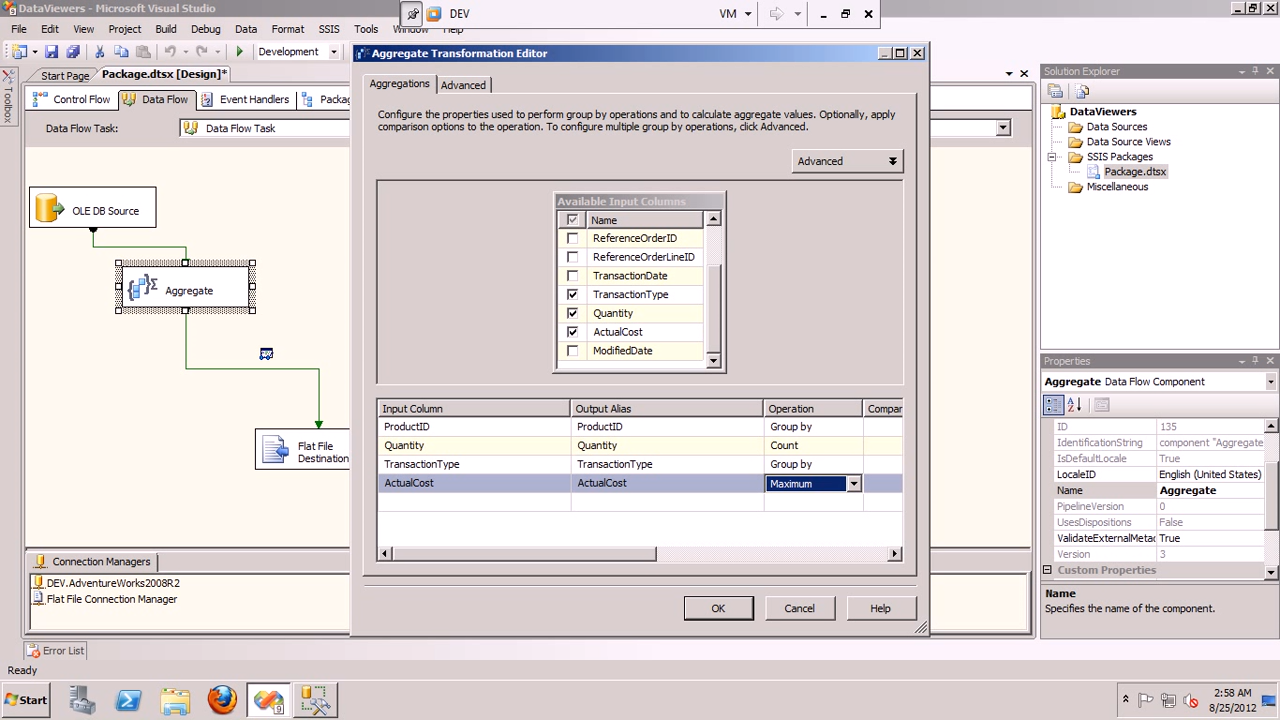 DataViewers - Microsoft Visual Studio
DEV
VM
File Edit View Project Build Debug Data Format SSIS Tools Window Help
Development
Start Page
Package.dtsx [Design]*
Toolbox
Control Flow
Data Flow
Event Handlers
Packag
Data Flow Task:
Data Flow Task
OLE DB Source
Aggregate
Flat File
Destination
Connection Managers
DEV.AdventureWorks2008R2
Flat File Connection Manager
Error List
Ready
Aggregate Transformation Editor
Aggregations
Advanced
Configure the properties used to perform group by operations and to calculate aggregate values. Optionally, apply
comparison options to the operation. To configure multiple group by operations, click Advanced.
Advanced
Available Input Columns
Name
ReferenceOrderID
ReferenceOrderLineID
TransactionDate
TransactionType
Quantity
ActualCost
ModifiedDate
Input Column Output Alias Operation Compar
ProductID ProductID Group by
Quantity Quantity Count
TransactionType TransactionType Group by
ActualCost ActualCost Maximum
OK
Cancel
Help
Solution Explorer
DataViewers
Data Sources
Data Source Views
SSIS Packages
Package.dtsx
Miscellaneous
Properties
Aggregate Data Flow Component
ID 135
IdentificationString component "Aggregate
IsDefaultLocale True
LocaleID English (United States)
Name Aggregate
PipelineVersion 0
UsesDispositions False
ValidateExternalMetac True
Version 3
Custom Properties
Name
Specifies the name of the component.
Start
2:58 AM
8/25/2012